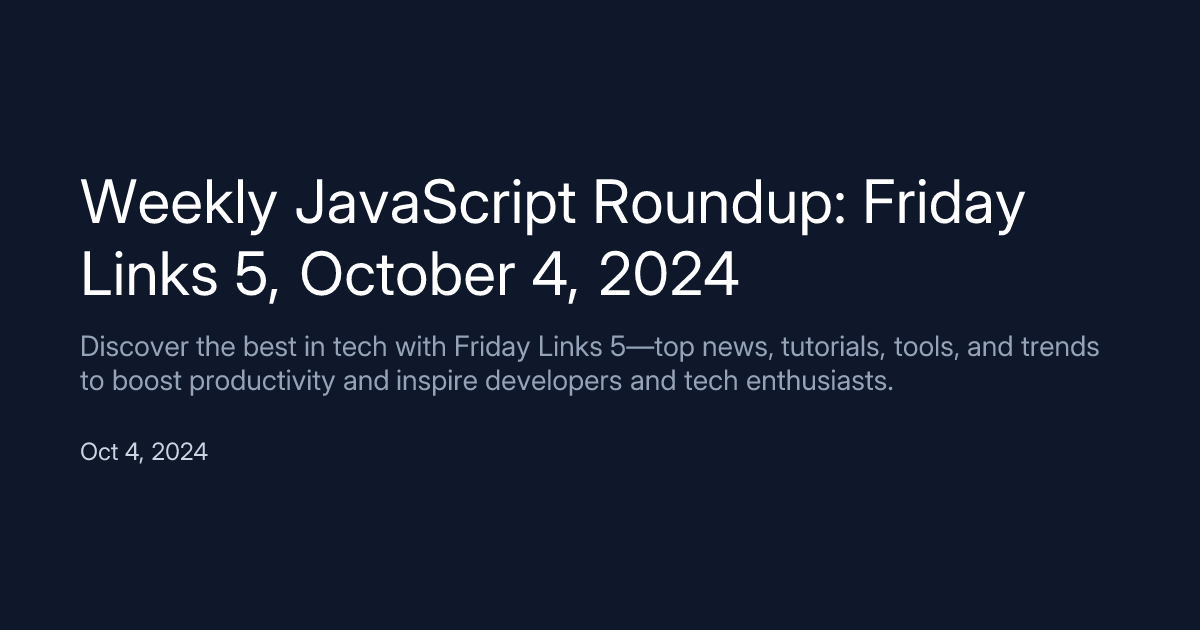 Weekly JavaScript Roundup: Friday
Links 5, October 4, 2024
Discover the best in tech with Friday Links 5—top news, tutorials, tools, and trends
to boost productivity and inspire developers and tech enthusiasts.
Oct 4, 2024